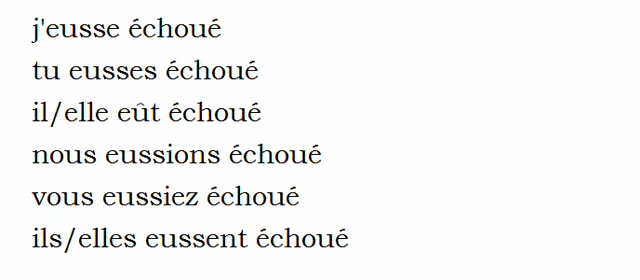 j'eusse échoué
tu eusses échoué
il/elle eût échoué
nous eussions échoué
vous eussiez échoué
ils/elles eussent échoué